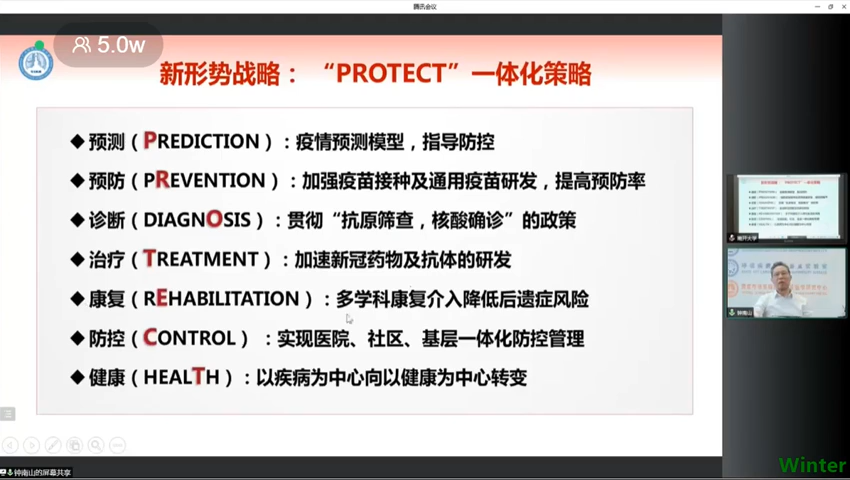 腾讯会议
5.0w
新形势战略：“PROTECT”一体化策略
◆ 预测（PREDICTION）：疫情预测模型，指导防控
◆ 预防（PREVENTION）：加强疫苗接种及通用疫苗研发，提高预防率
◆ 诊断（DIAGNOSIS）：贯彻“抗原筛查，核酸确诊”的政策
◆ 治疗（TREATMENT）：加速新冠药物及抗体的研发
◆ 康复（REHABILITATION）：多学科康复介入降低后遗症风险
◆ 防控（CONTROL）：实现医院、社区、基层一体化防控管理
◆ 健康（HEALTH）：以疾病为中心向以健康为中心转变
南开大学
钟南山
钟南山的屏幕共享
Winter